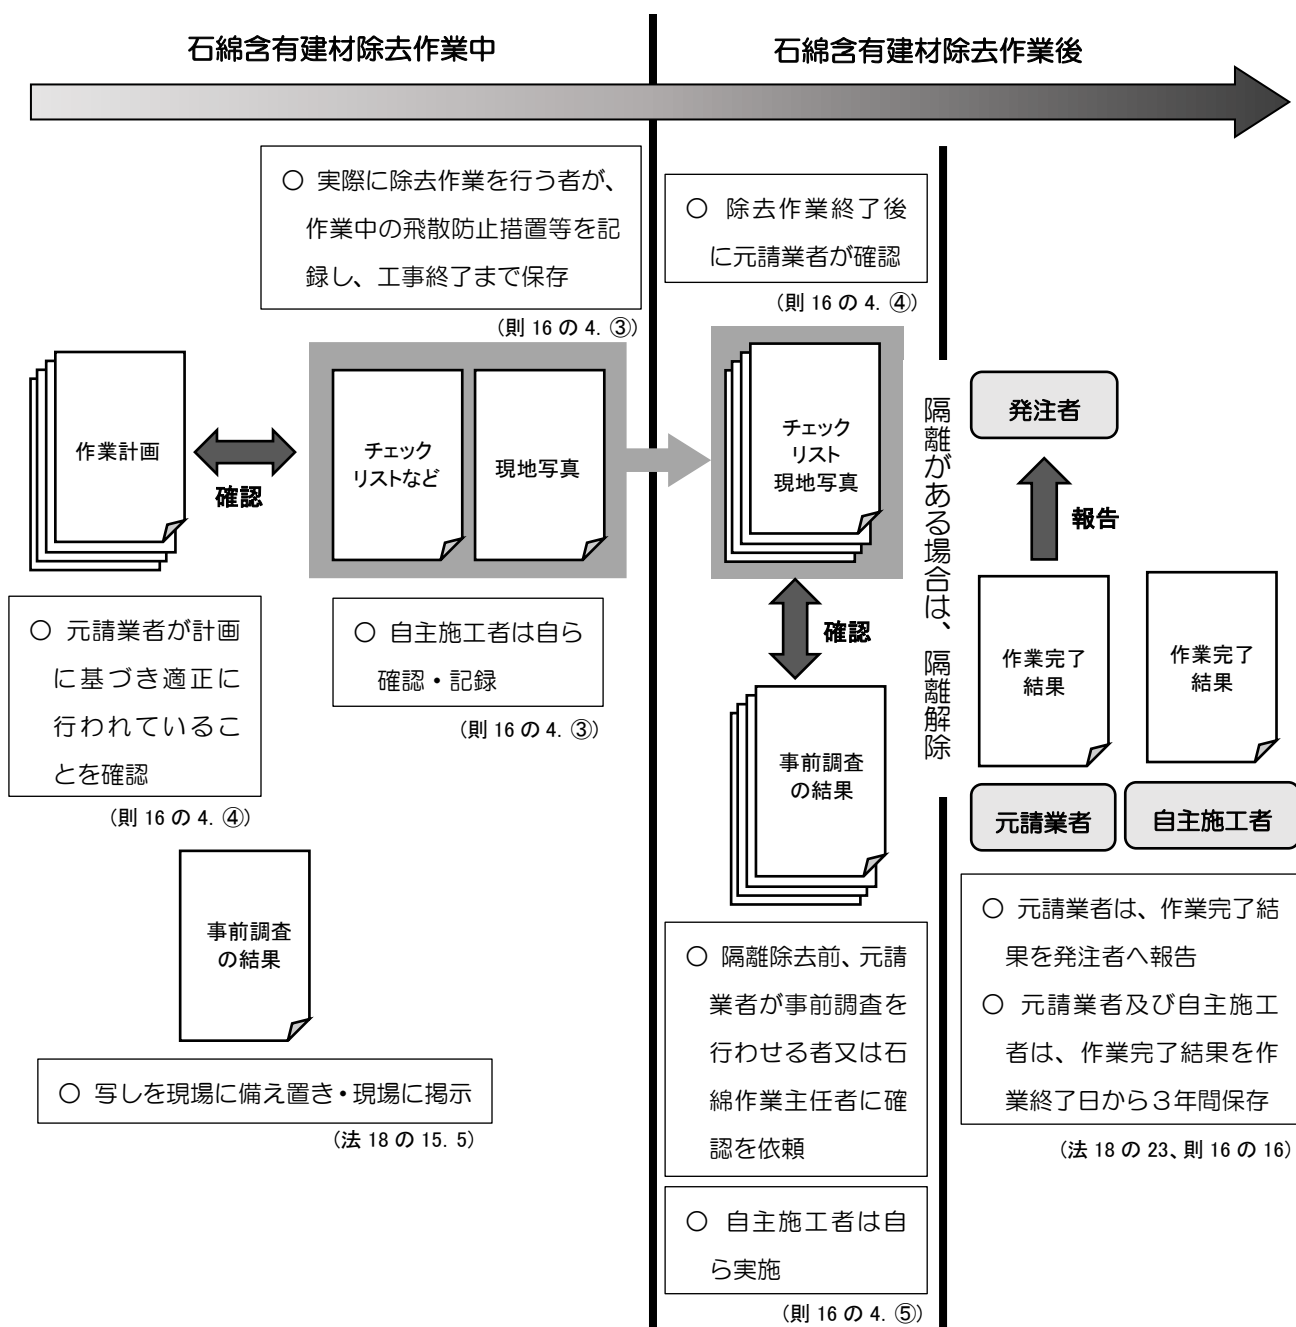 石綿含有建材除去作業中
石綿含有建材除去作業後
○ 実際に除去作業を行う者が、
作業中の飛散防止措置等を記
録し、工事終了まで保存
(則 16 の 4. ③)
○ 除去作業終了後
に元請業者が確認
(則 16 の 4. ④)
作業計画
確認
チェック
リストなど
現地写真
チェック
リスト
現地写真
隔離がある場合は、隔離解除
発注者
報告
○ 元請業者が計画
に基づき適正に
行われているこ
とを確認
(則 16 の 4. ④)
○ 自主施工者は自ら
確認・記録
(則 16 の 4. ③)
確認
事前調査
の結果
作業完了
結果
作業完了
結果
元請業者
自主施工者
事前調査
の結果
○ 写しを現場に備え置き・現場に掲示
(法 18 の 15. 5)
○ 隔離除去前、元請
業者が事前調査を
行わせる者又は石
綿作業主任者に確
認を依頼
○ 自主施工者は自
ら実施
(則 16 の 4. ⑤)
○ 元請業者は、作業完了結
果を発注者へ報告
○ 元請業者及び自主施工
者は、作業完了結果を作
業終了日から3年間保存
(法 18 の 23、則 16 の 16)